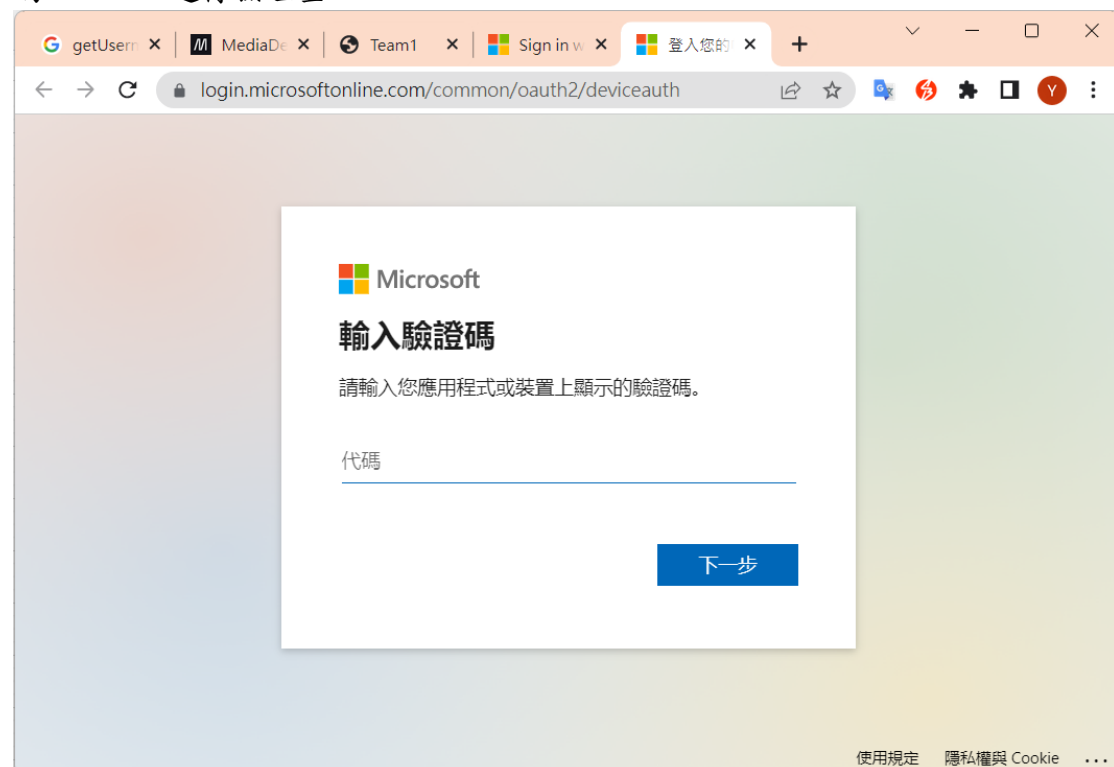 getUserm
MediaDe
Team1
Sign in w
登入您的
login.microsoftonline.com/common/oauth2/deviceauth
Y
Microsoft
輸入驗證碼
請輸入您應用程式或裝置上顯示的驗證碼。
代碼
下一步
使用規定 隱私權與 Cookie ...